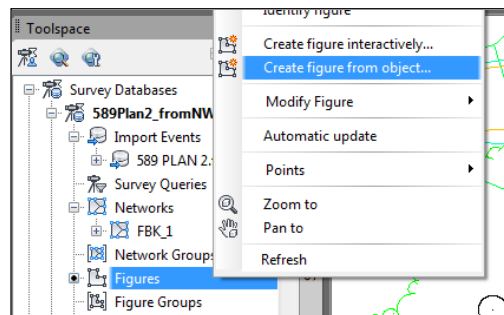 Identify figure
Toolspace
Create figure interactively...
Create figure from object...
Survey Databases
589Plan2_fromNW
Modify Figure
Import Events
Automatic update
589 PLAN 2.
Survey Queries
Points
Networks
Zoom to
FBK_1
Pan to
Network Groups
Refresh
Figures
Figure Groups